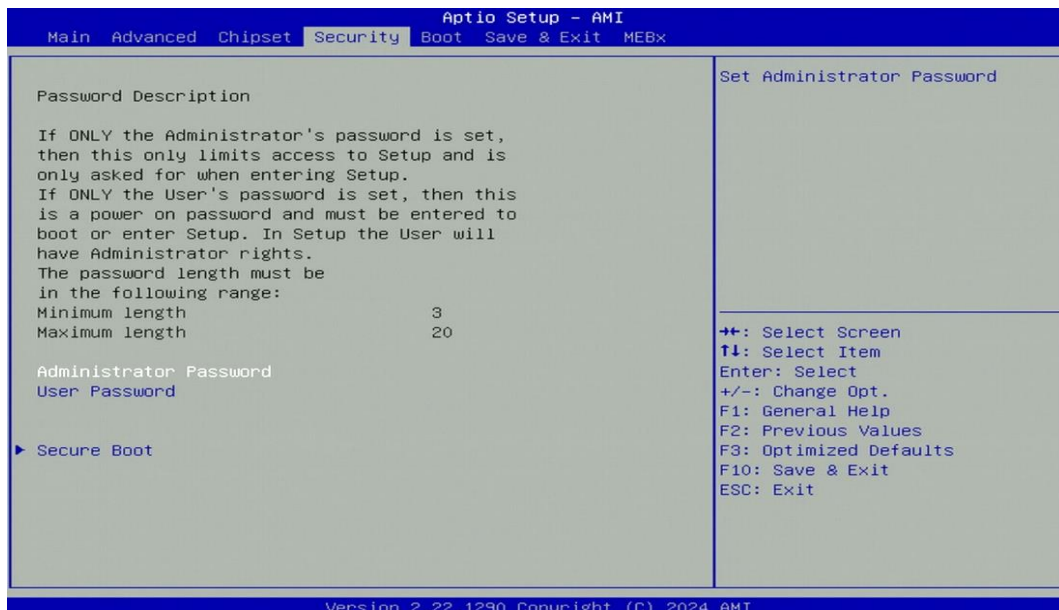 Aptio Setup – AMI
Main Advanced Chipset Security Boot Save & Exit MEBx
Password Description
If ONLY the Administrator's password is set,
then this only limits access to Setup and is
only asked for when entering Setup.
If ONLY the User's password is set, then this
is a power on password and must be entered to
boot or enter Setup. In Setup the User will
have Administrator rights.
The password length must be
in the following range:
Minimum length 3
Maximum length 20
Administrator Password
User Password
► Secure Boot
Set Administrator Password
→←: Select Screen
↑↓: Select Item
Enter: Select
+/-: Change Opt.
F1: General Help
F2: Previous Values
F3: Optimized Defaults
F10: Save & Exit
ESC: Exit
Version 2.22.1290 Copyright (C) 2024 AMI